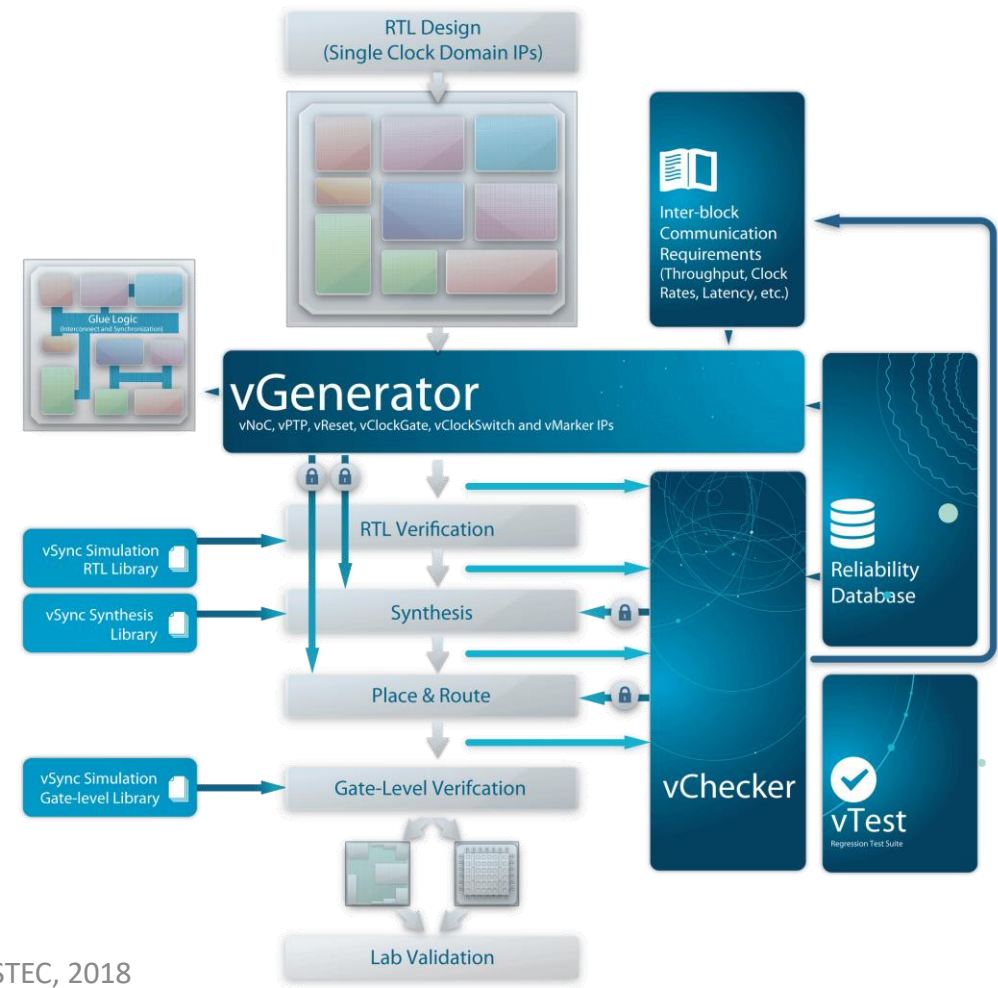 RTL Design
(Single Clock Domain IPs)
Inter-block
Communication
Requirements
(Throughput, Clock
Rates, Latency, etc.)
Glue Logic
(Interconnect and Synchronization)
vGenerator
vNoC, vPTP, vReset, vClockGate, vClockSwitch and vMarker IPs
RTL Verification
vSync Simulation
RTL Library
Reliability
Database
vSync Synthesis
Library
Synthesis
Place & Route
vSync Simulation
Gate-level Library
Gate-Level Verifcation
vChecker
vTest
Regression Test Suite
Lab Validation
STEC, 2018